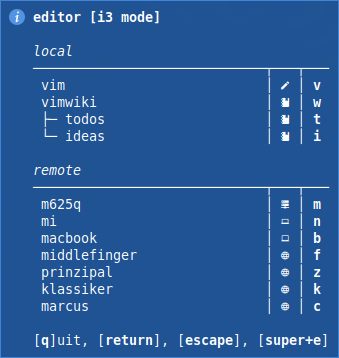 editor [i3 mode]
local
vim v
vimwiki w
todos t
ideas i
remote
m625q m
mi n
macbook b
middlefinger f
prinzipal z
klassiker k
marcus c
[q]uit, [return], [escape], [super+e]